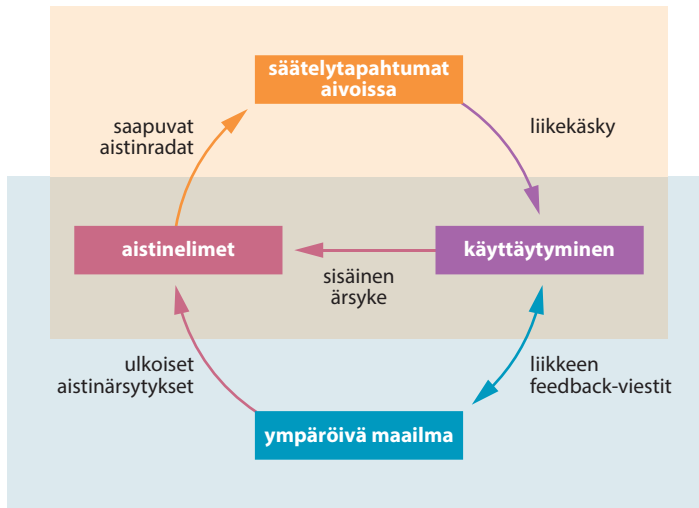 säätelytapahtumat
aivoissa
saapuvat
aistinradat
liikekäsky
aistinelimet
käyttäytyminen
sisäinen
ärsyke
ulkoiset
aistinärsytykset
liikkeen
feedback-viestit
ympäröivä maailma